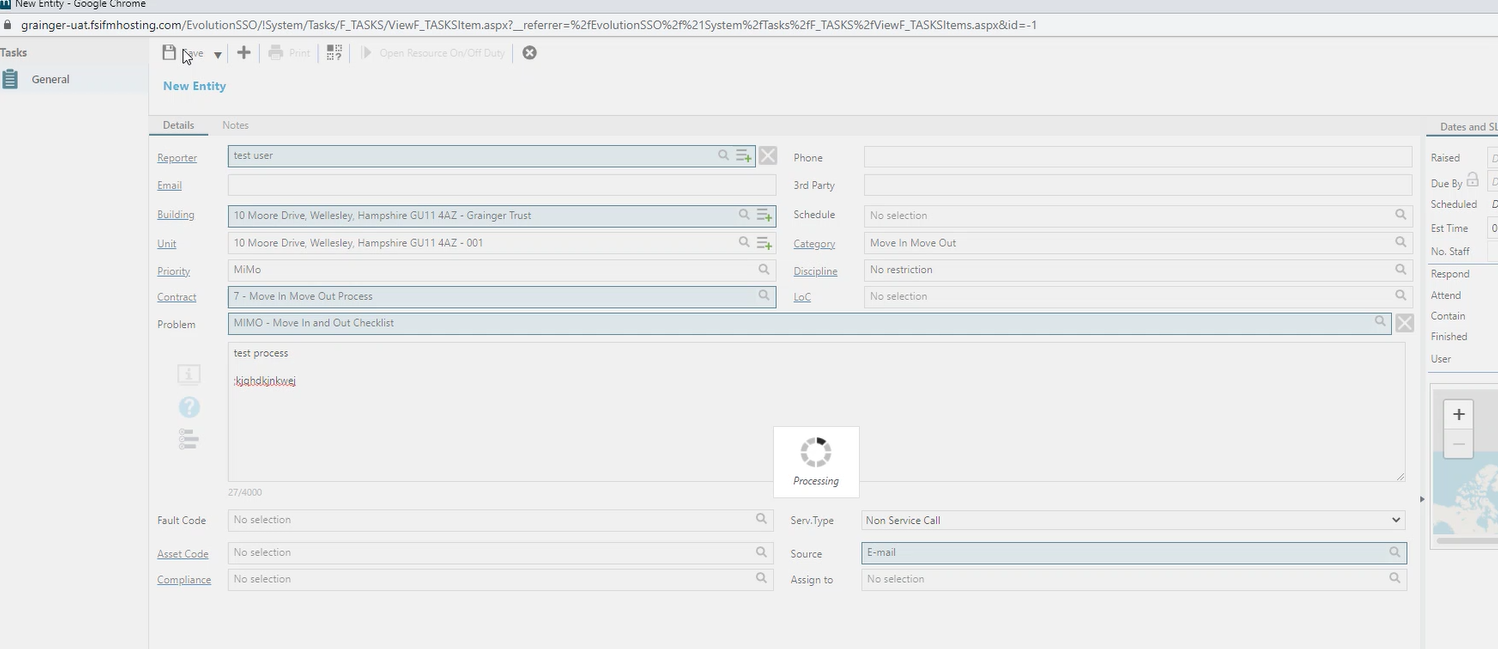 New Entity - Google Chrome
grainger-uat.fsifmhosting.com/EvolutionSSO/!System/Tasks/F_TASKS/ViewF_TASKSItem.aspx?__referrer=%2fEvolutionSSO%2f%21System%2fTasks%2fF_TASKS%2fViewF_TASKSItems.aspx&id=-1
Tasks
General
Print
Open Resource On/Off Duty
New Entity
Details Notes
Reporter test user
Phone
Email
3rd Party
Building 10 Moore Drive, Wellesley, Hampshire GU11 4AZ - Grainger Trust
Schedule No selection
Unit 10 Moore Drive, Wellesley, Hampshire GU11 4AZ - 001
Category Move In Move Out
Priority MiMo
Discipline No restriction
Contract 7 - Move In Move Out Process
LoC No selection
Problem MIMO - Move In and Out Checklist
test process
;kjqhdkjnkwej
27/4000
Processing
Fault Code No selection
Serv.Type Non Service Call
Asset Code No selection
Source E-mail
Compliance No selection
Assign to No selection
Dates and SL
Raised D
Due By D
Scheduled D
Est Time 0
No. Staff
Respond
Attend
Contain
Finished
User
+
−